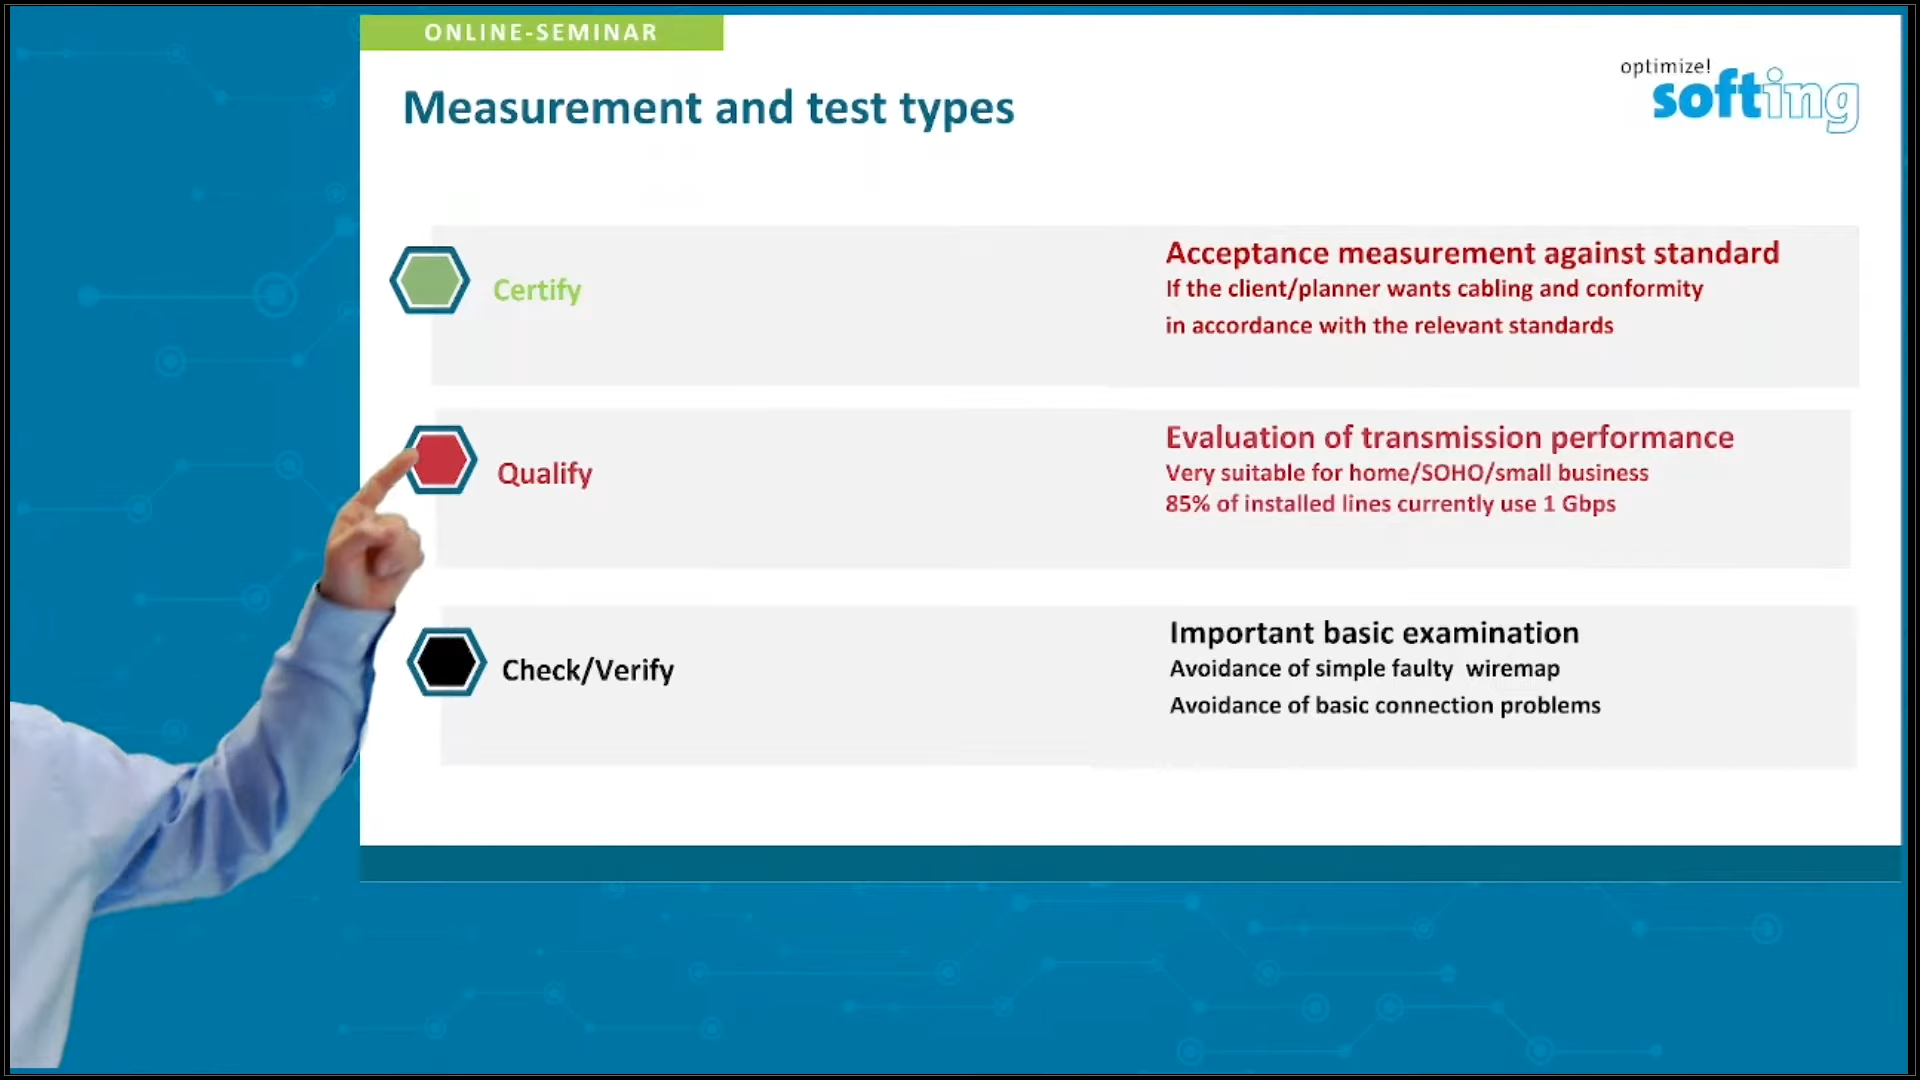 ONLINE-SEMINAR
Measurement and test types
optimize!
softing
Certify
Acceptance measurement against standard
If the client/planner wants cabling and conformity
in accordance with the relevant standards
Qualify
Evaluation of transmission performance
Very suitable for home/SOHO/small business
85% of installed lines currently use 1 Gbps
Check/Verify
Important basic examination
Avoidance of simple faulty wiremap
Avoidance of basic connection problems